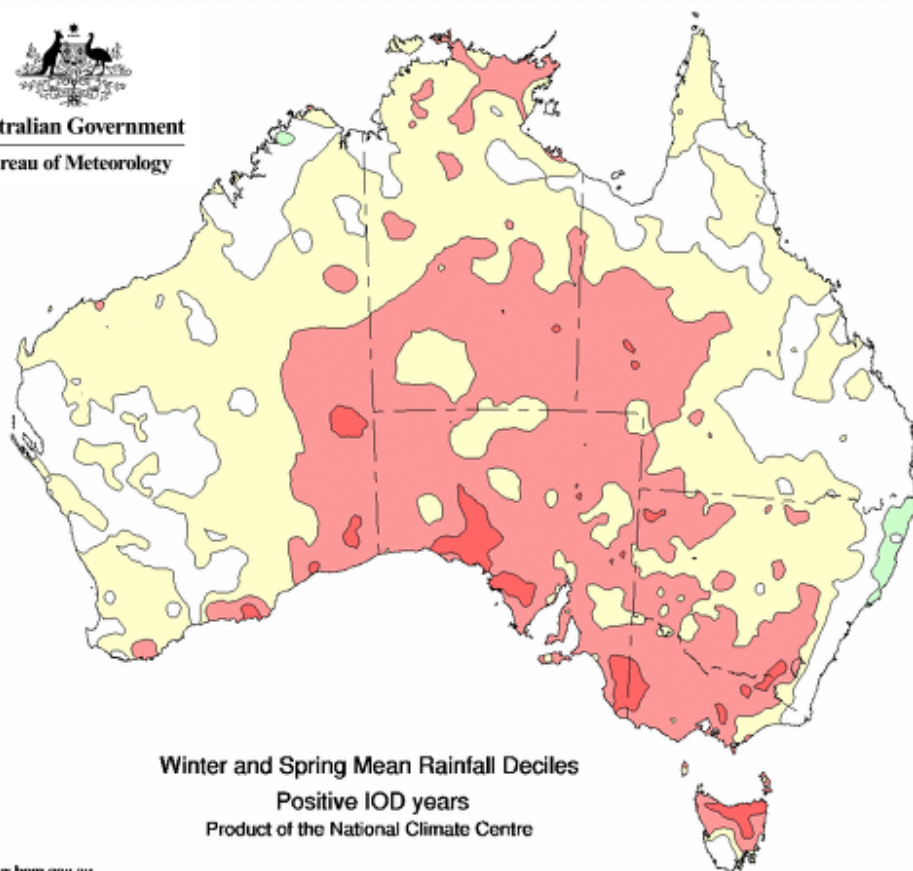 tralian Government
reau of Meteorology
Winter and Spring Mean Rainfall Deciles
Positive IOD years
Product of the National Climate Centre